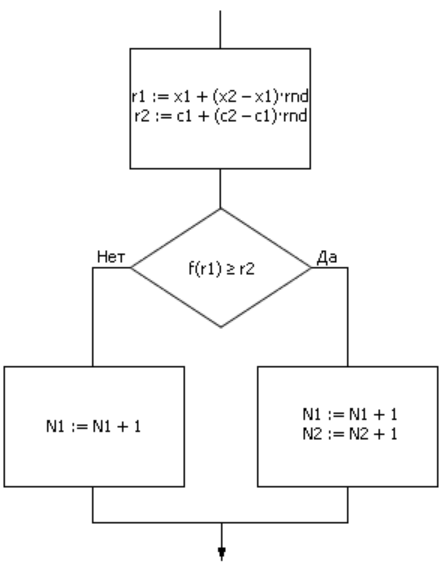 r1 := x1 + (x2 – x1)·rnd
r2 := c1 + (c2 – c1)·rnd
Нет
Да
f(r1) ≥ r2
N1 := N1 + 1
N1 := N1 + 1
N2 := N2 + 1